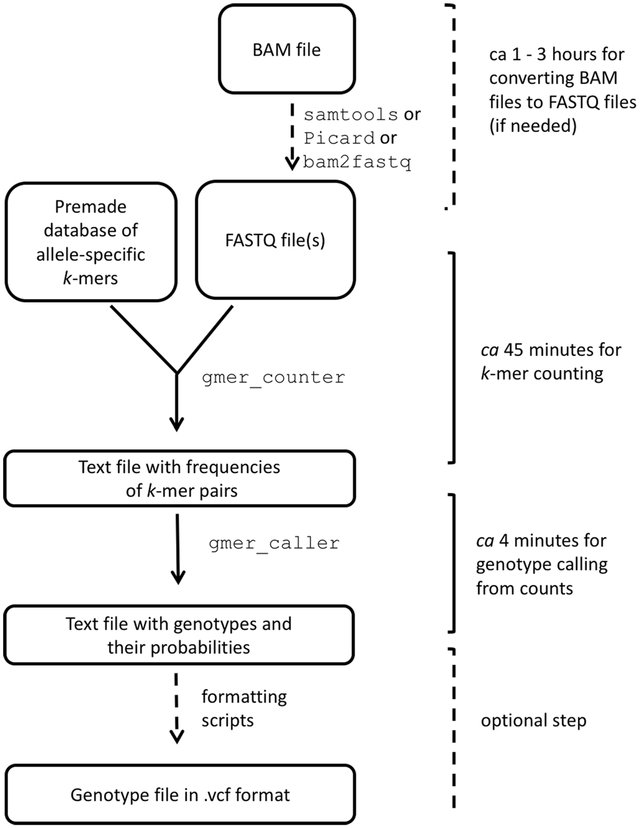 BAM file
ca 1 - 3 hours for
converting BAM
files to FASTQ files
(if needed)
samtools or
Picard or
bam2fastq
Premade
database of
allele-specific
k-mers
FASTQ file(s)
gmer_counter
ca 45 minutes for
k-mer counting
Text file with frequencies
of k-mer pairs
gmer_caller
ca 4 minutes for
genotype calling
from counts
Text file with genotypes and
their probabilities
formatting
scripts
optional step
Genotype file in .vcf format